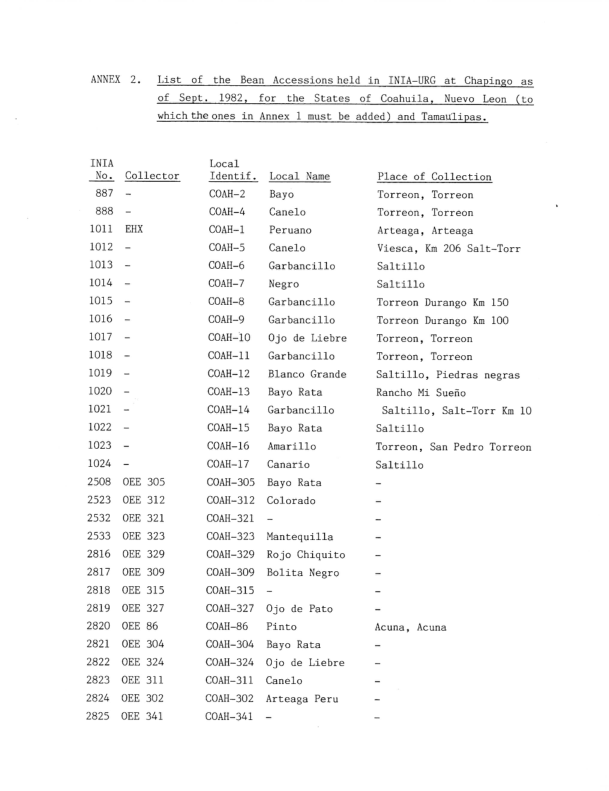 ANNEX 2. List of the Bean Accessions held in INIA-URG at Chapingo as
of Sept. 1982, for the States of Coahuila, Nuevo Leon (to
which the ones in Annex 1 must be added) and Tamaulipas.
INIA Local
No. Collector Identif. Local Name Place of Collection
887 - COAH-2 Bayo Torreon, Torreon
888 - COAH-4 Canelo Torreon, Torreon
1011 EHX COAH-1 Peruano Arteaga, Arteaga
1012 - COAH-5 Canelo Viesca, Km 206 Salt-Torr
1013 - COAH-6 Garbancillo Saltillo
1014 - COAH-7 Negro Saltillo
1015 - COAH-8 Garbancillo Torreon Durango Km 150
1016 - COAH-9 Garbancillo Torreon Durango Km 100
1017 - COAH-10 Ojo de Liebre Torreon, Torreon
1018 - COAH-11 Garbancillo Torreon, Torreon
1019 - COAH-12 Blanco Grande Saltillo, Piedras negras
1020 - COAH-13 Bayo Rata Rancho Mi Sueño
1021 - COAH-14 Garbancillo Saltillo, Salt-Torr Km 10
1022 - COAH-15 Bayo Rata Saltillo
1023 - COAH-16 Amarillo Torreon, San Pedro Torreon
1024 - COAH-17 Canario Saltillo
2508 OEE 305 COAH-305 Bayo Rata -
2523 OEE 312 COAH-312 Colorado -
2532 OEE 321 COAH-321 - -
2533 OEE 323 COAH-323 Mantequilla -
2816 OEE 329 COAH-329 Rojo Chiquito -
2817 OEE 309 COAH-309 Bolita Negro -
2818 OEE 315 COAH-315 - -
2819 OEE 327 COAH-327 Ojo de Pato -
2820 OEE 86 COAH-86 Pinto Acuna, Acuna
2821 OEE 304 COAH-304 Bayo Rata -
2822 OEE 324 COAH-324 Ojo de Liebre -
2823 OEE 311 COAH-311 Canelo -
2824 OEE 302 COAH-302 Arteaga Peru -
2825 OEE 341 COAH-341 - -